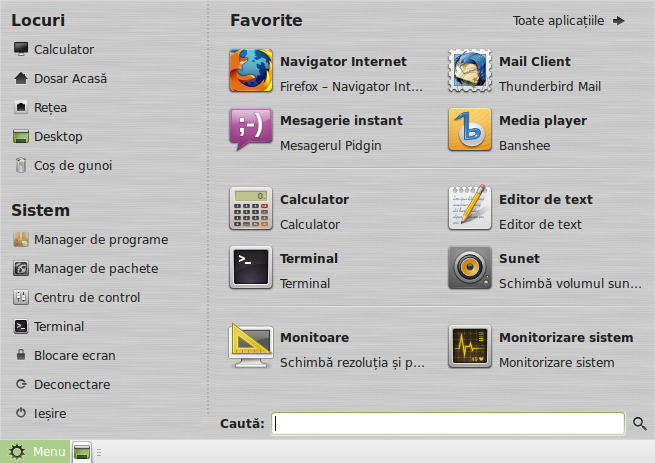 Locuri
Calculator
Dosar Acasă
Rețea
Desktop
Coș de gunoi
Sistem
Manager de programe
Manager de pachete
Centru de control
Terminal
Blocare ecran
Deconectare
Ieșire
Favorite
Toate aplicațiile
Navigator Internet
Firefox – Navigator Int...
Mail Client
Thunderbird Mail
Mesagerie instant
Mesagerul Pidgin
Media player
Banshee
Calculator
Calculator
Editor de text
Editor de text
Terminal
Terminal
Sunet
Schimbă volumul sun...
Monitoare
Schimbă rezoluția și p...
Monitorizare sistem
Monitorizare sistem
Caută:
Menu